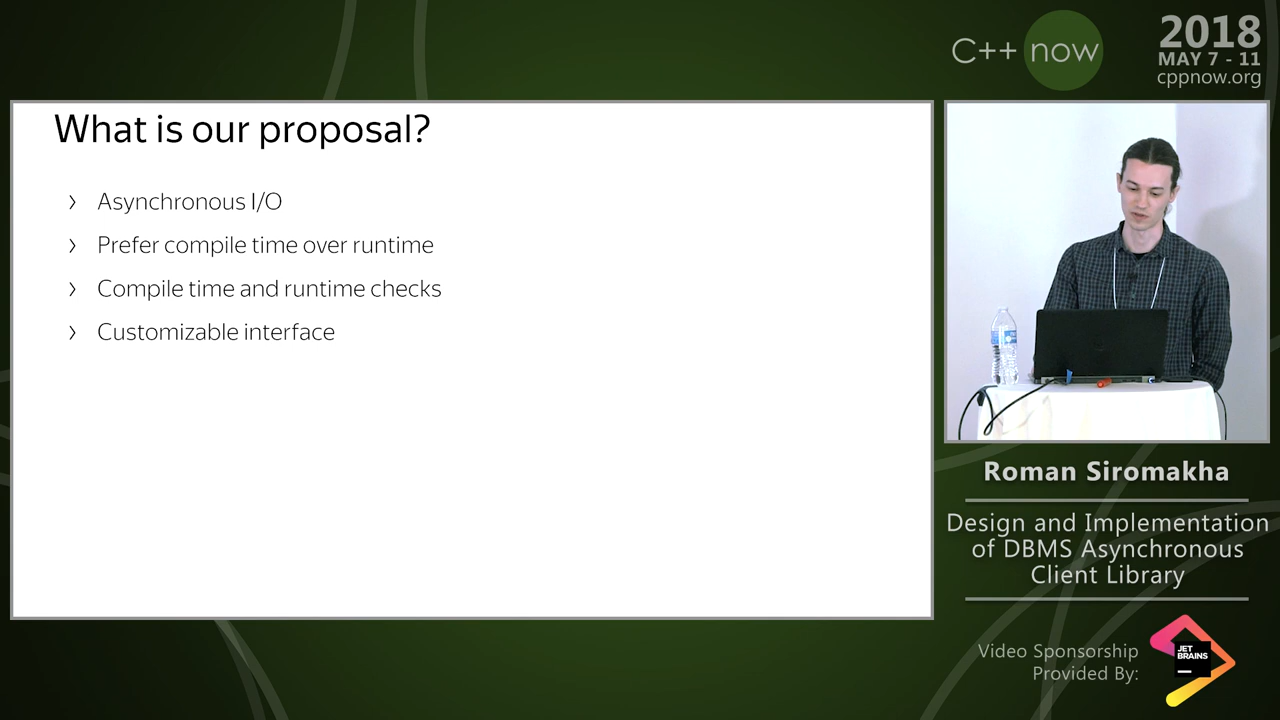 C++ now
2018
MAY 7 - 11
cppnow.org
What is our proposal?
› Asynchronous I/O
› Prefer compile time over runtime
› Compile time and runtime checks
› Customizable interface
Roman Siromakha
Design and Implementation
of DBMS Asynchronous
Client Library
Video Sponsorship
Provided By:
JET
BRAINS